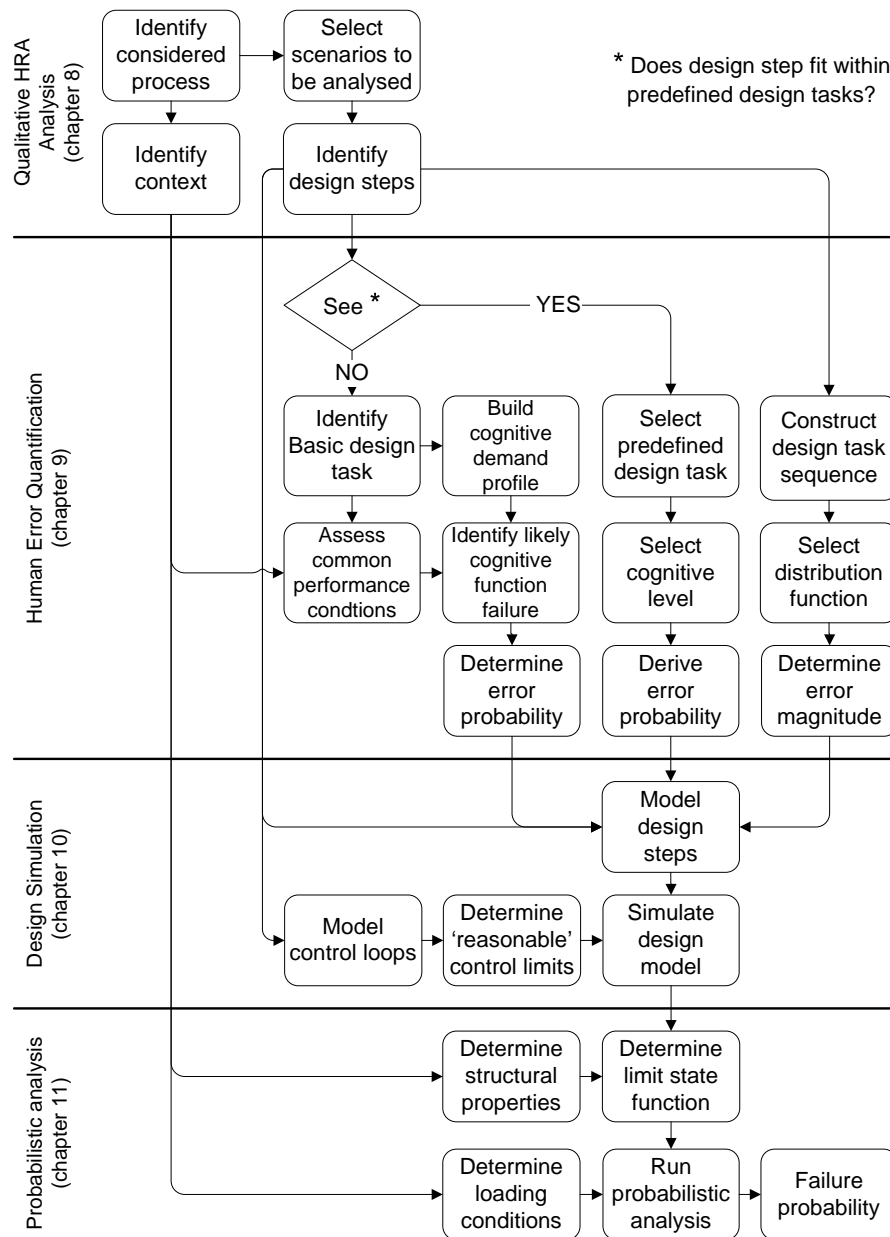 Qualitative HRA
Analysis
(chapter 8)
Identify
considered
process
Select
scenarios to
be analysed
* Does design step fit within
predefined design tasks?
Identify
context
Identify
design steps
Human Error Quantification
(chapter 9)
See *
YES
NO
Identify
Basic design
task
Build
cognitive
demand
profile
Select
predefined
design task
Construct
design task
sequence
Assess
common
performance
condtions
Identify likely
cognitive
function
failure
Select
cognitive
level
Select
distribution
function
Determine
error
probability
Derive
error
probability
Determine
error
magnitude
Design Simulation
(chapter 10)
Model
design
steps
Model
control loops
Determine
‘reasonable’
control limits
Simulate
design
model
Probabilistic analysis
(chapter 11)
Determine
structural
properties
Determine
limit state
function
Determine
loading
conditions
Run
probabilistic
analysis
Failure
probability